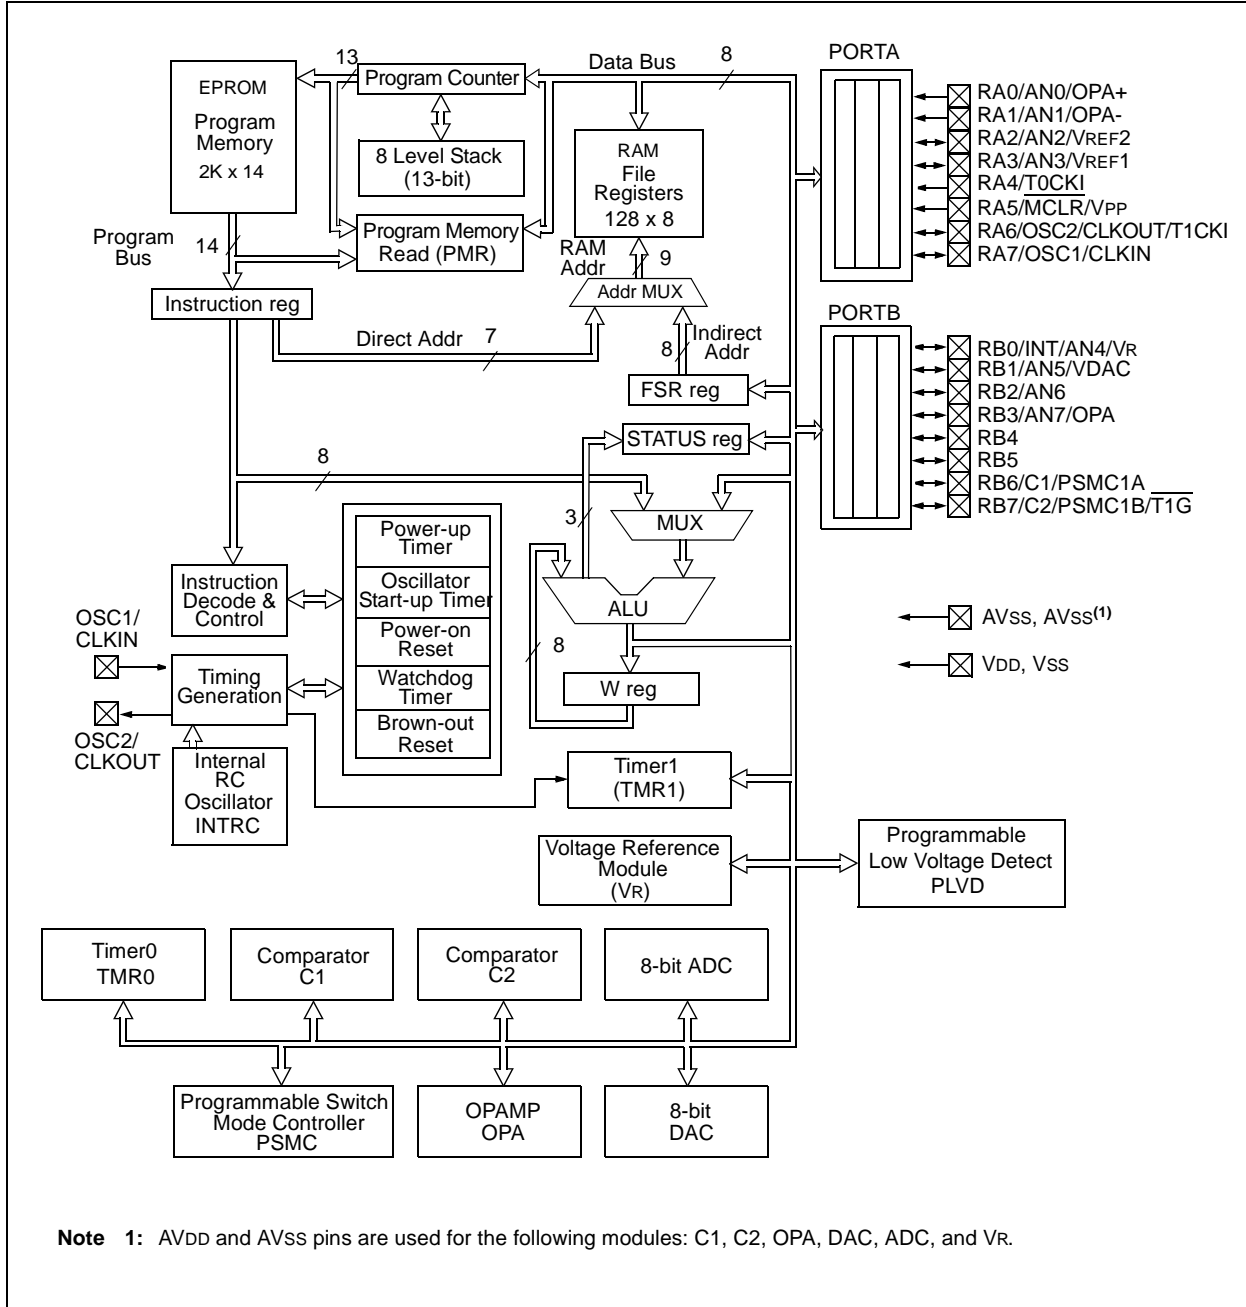 EPROM
Program
Memory
2K x 14
13
Program Counter
8 Level Stack
(13-bit)
Program Memory
Read (PMR)
Data Bus
8
RAM
File
Registers
128 x 8
Program
Bus
14
RAM
Addr
9
Addr MUX
Instruction reg
Direct Addr
7
8
Indirect
Addr
FSR reg
STATUS reg
8
3
MUX
ALU
8
W reg
Power-up
Timer
Oscillator
Start-up Timer
Power-on
Reset
Watchdog
Timer
Brown-out
Reset
Instruction
Decode &
Control
OSC1/
CLKIN
Timing
Generation
OSC2/
CLKOUT
Internal
RC
Oscillator
INTRC
Timer1
(TMR1)
Voltage Reference
Module
(VR)
Programmable
Low Voltage Detect
PLVD
PORTA
RA0/AN0/OPA+
RA1/AN1/OPA-
RA2/AN2/VREF2
RA3/AN3/VREF1
RA4/T0CKI
RA5/MCLR/VPP
RA6/OSC2/CLKOUT/T1CKI
RA7/OSC1/CLKIN
PORTB
RB0/INT/AN4/VR
RB1/AN5/VDAC
RB2/AN6
RB3/AN7/OPA
RB4
RB5
RB6/C1/PSMC1A
RB7/C2/PSMC1B/T1G
AVSS, AVSS(1)
VDD, VSS
Timer0
TMR0
Comparator
C1
Comparator
C2
8-bit ADC
Programmable Switch
Mode Controller
PSMC
OPAMP
OPA
8-bit
DAC
Note 1: AVDD and AVSS pins are used for the following modules: C1, C2, OPA, DAC, ADC, and VR.